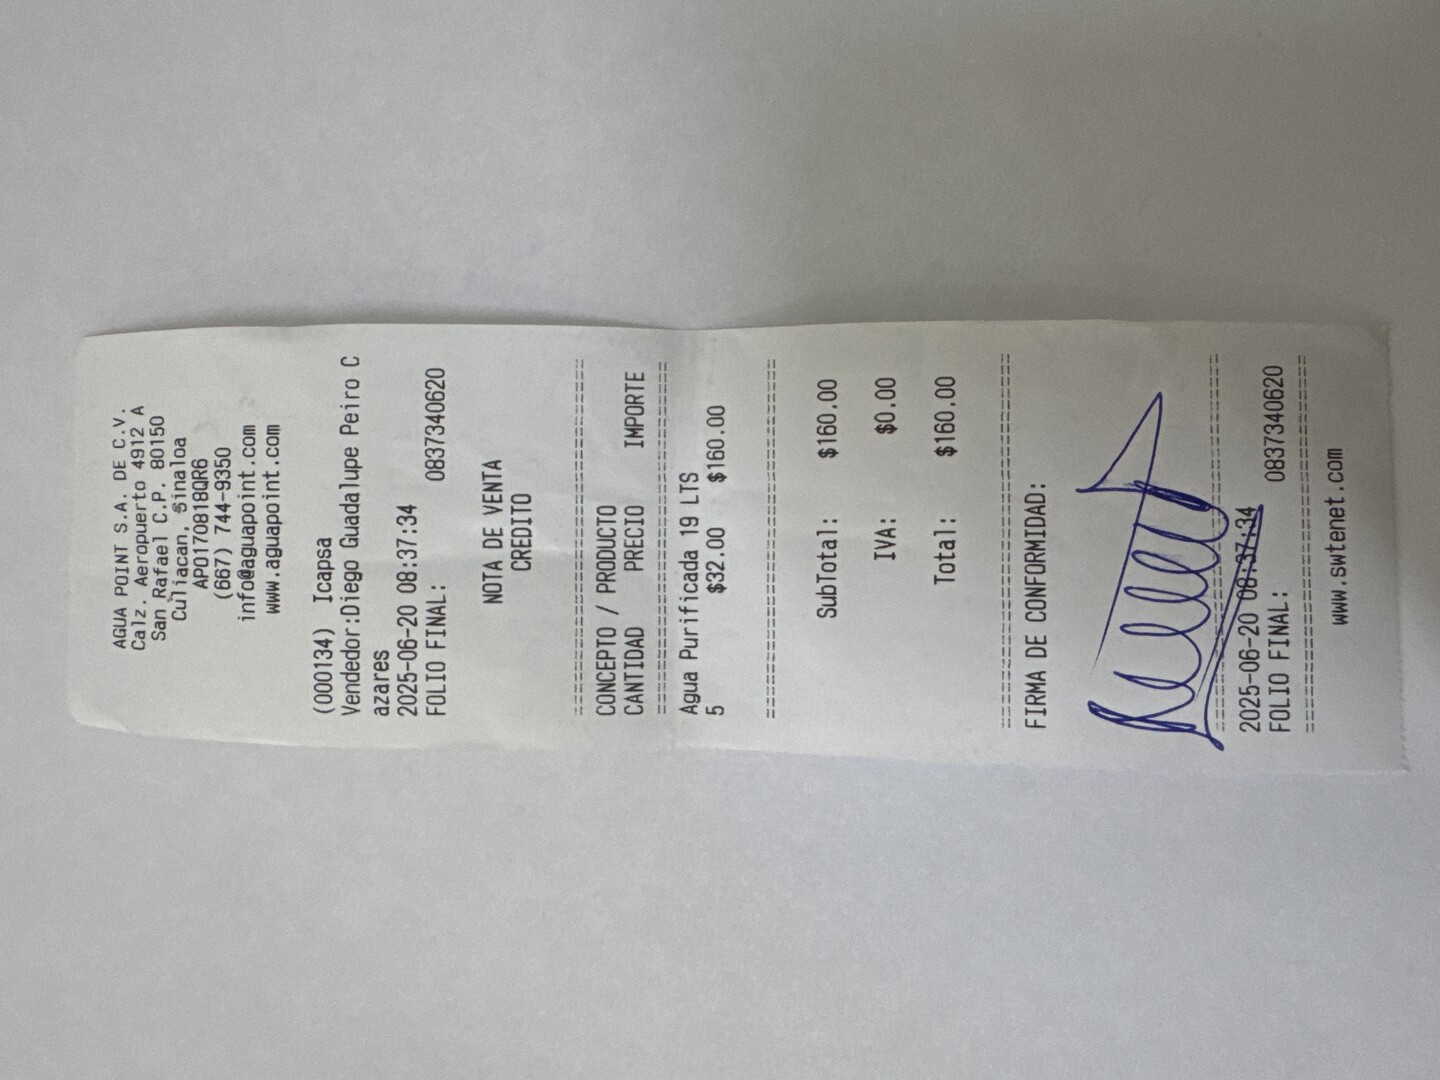 AGUA POINT S.A. DE C.V.
Calz. Aeropuerto 4912 A
San Rafael C.P. 80150
Culiacan, Sinaloa
APO170818QR6
(667) 744-9350
info@aguapoint.com
www.aguapoint.com
(000134) Icapsa
Vendedor:Diego Guadalupe Peiro C
azares
2025-06-20 08:37:34
FOLIO FINAL: 0837340620
NOTA DE VENTA
CREDITO
CONCEPTO / PRODUCTO
CANTIDAD PRECIO IMPORTE
Agua Purificada 19 LTS
5 $32.00 $160.00
SubTotal: $160.00
IVA: $0.00
Total: $160.00
FIRMA DE CONFORMIDAD:
2025-06-20 08:37:34
FOLIO FINAL: 0837340620
www.swtenet.com